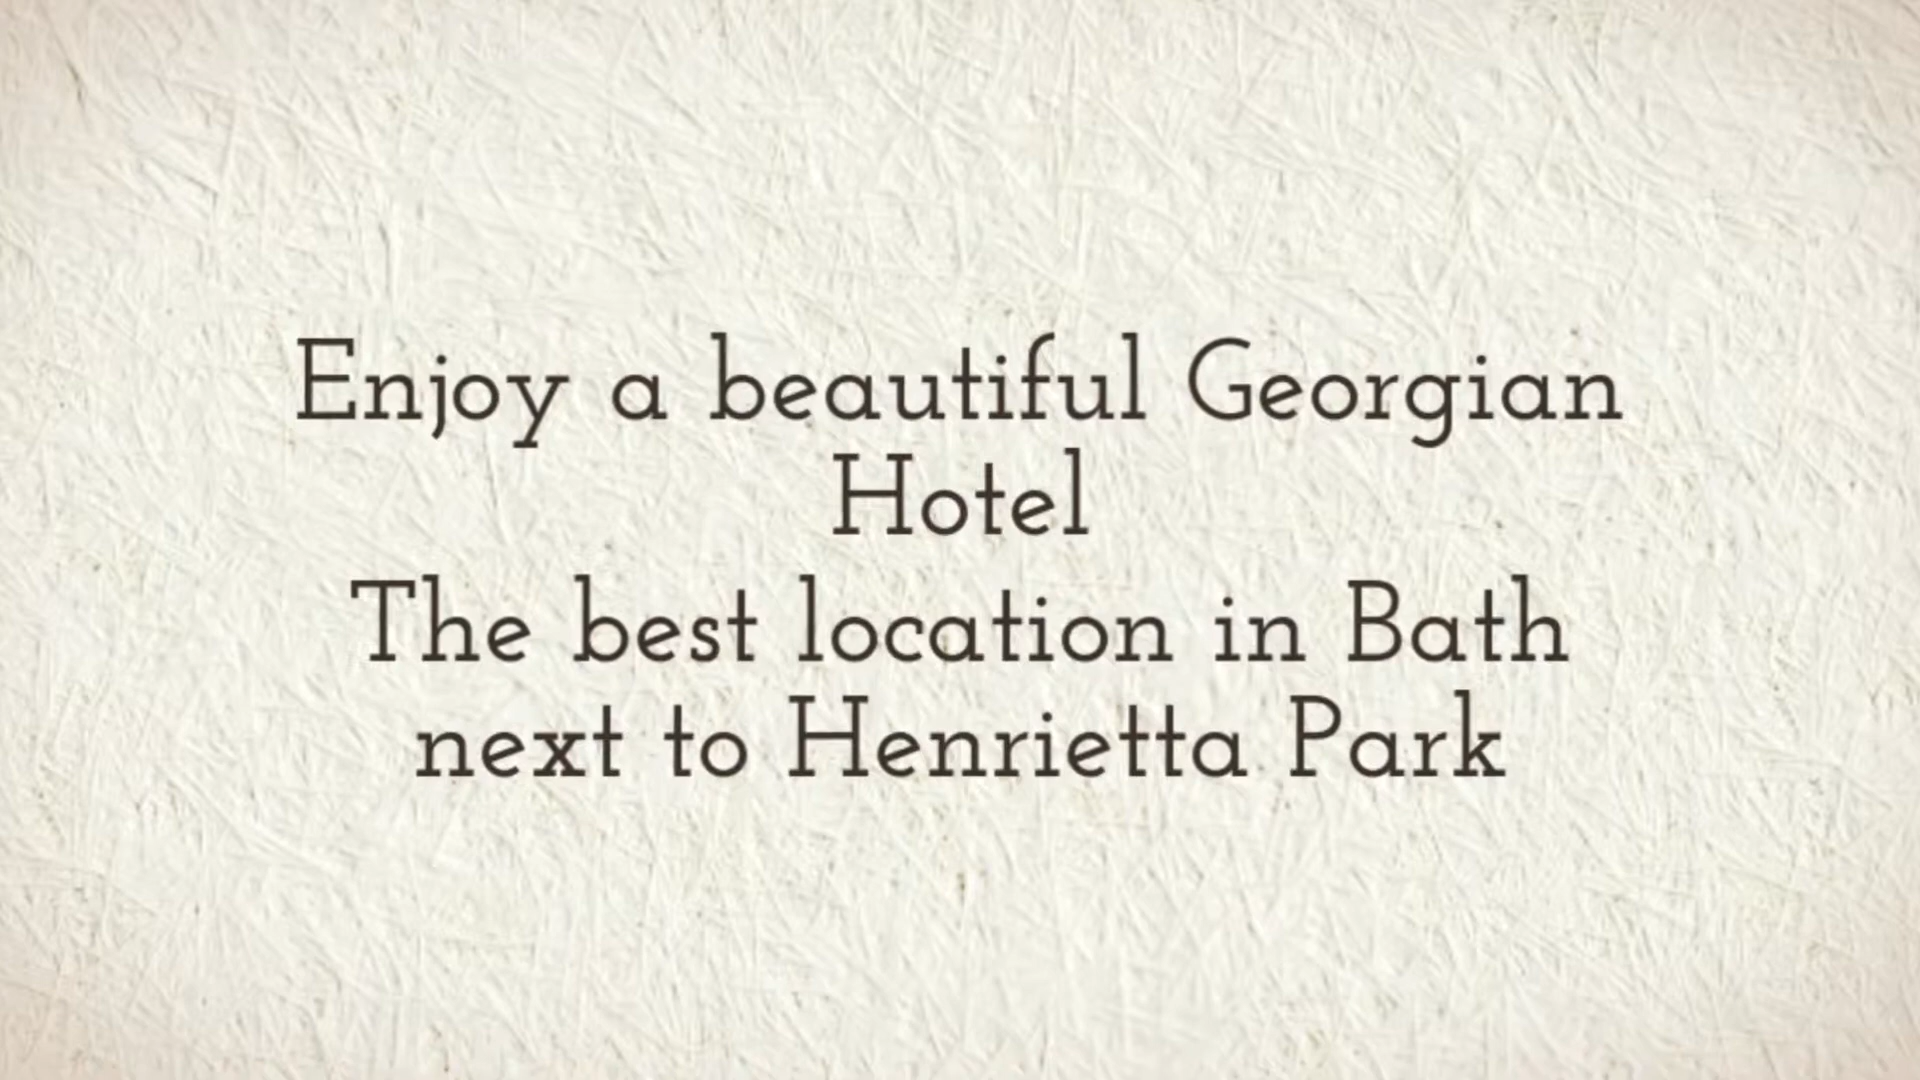 Enjoy a beautiful Georgian
Hotel
The best location in Bath
next to Henrietta Park